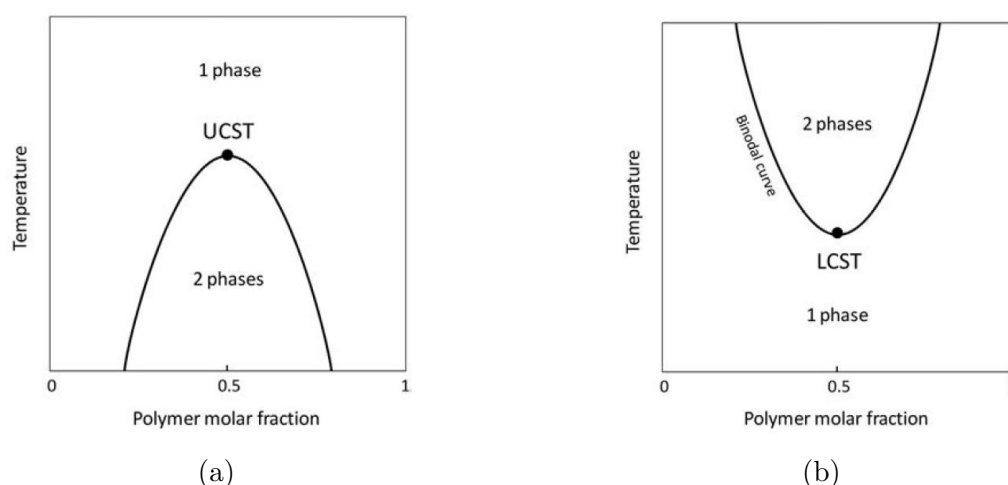 1 phase
UCST
2 phases
Temperature
0
0.5
1
Polymer molar fraction
(a)
2 phases
Binodal curve
LCST
1 phase
Temperature
0
0.5
Polymer molar fraction
(b)